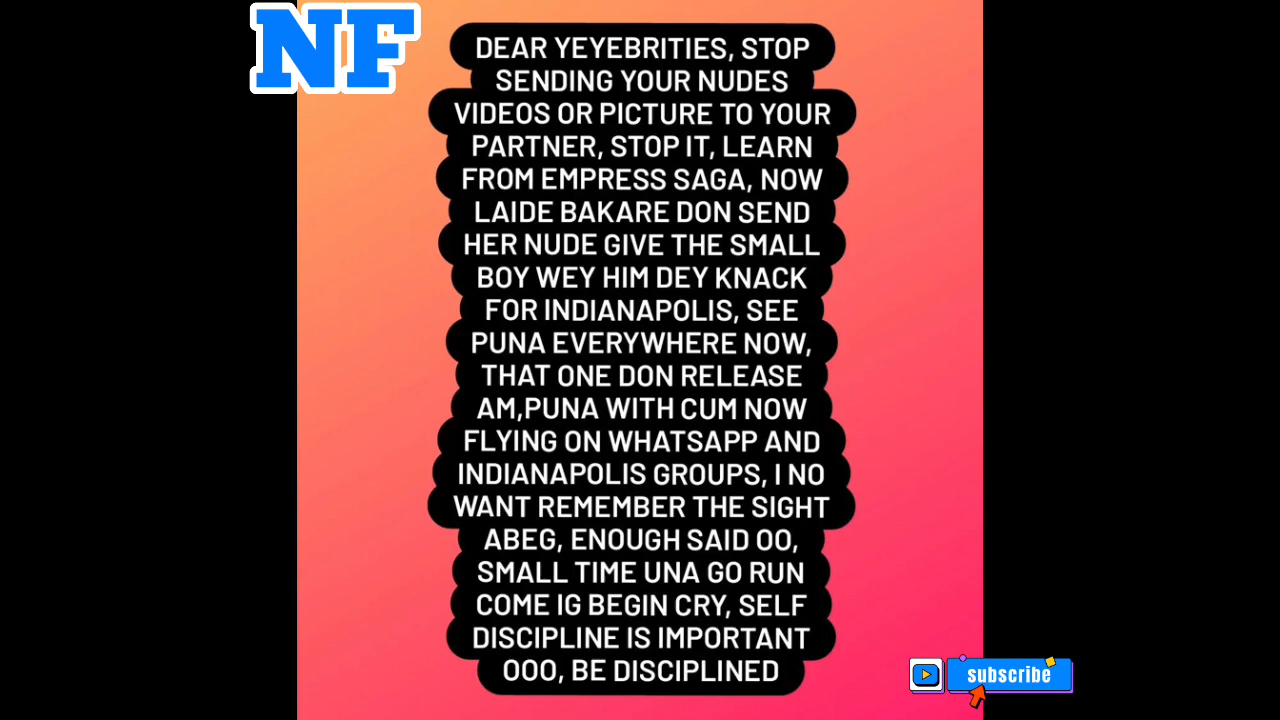 NF
DEAR YEYEBRITIES, STOP
SENDING YOUR NUDES
VIDEOS OR PICTURE TO YOUR
PARTNER, STOP IT, LEARN
FROM EMPRESS SAGA, NOW
LAIDE BAKARE DON SEND
HER NUDE GIVE THE SMALL
BOY WEY HIM DEY KNACK
FOR INDIANAPOLIS, SEE
PUNA EVERYWHERE NOW,
THAT ONE DON RELEASE
AM,PUNA WITH CUM NOW
FLYING ON WHATSAPP AND
INDIANAPOLIS GROUPS, I NO
WANT REMEMBER THE SIGHT
ABEG, ENOUGH SAID OO,
SMALL TIME UNA GO RUN
COME IG BEGIN CRY, SELF
DISCIPLINE IS IMPORTANT
OOO, BE DISCIPLINED
subscribe